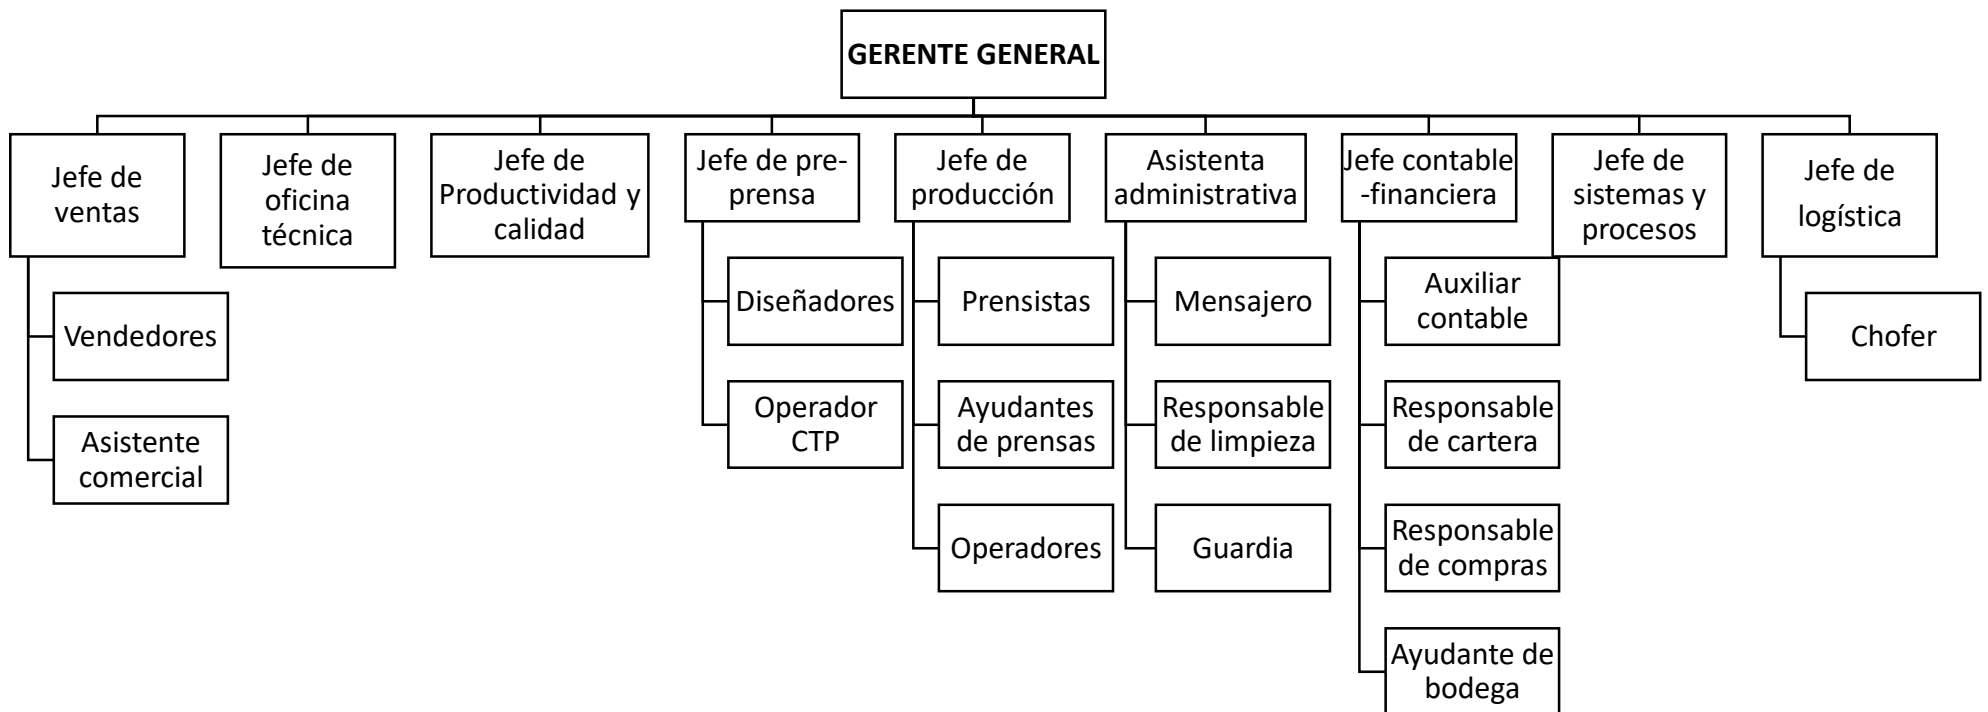 GERENTE GENERAL
Jefe de
ventas
Jefe de
oficina
técnica
Jefe de
Productividad y
calidad
Jefe de pre-
prensa
Jefe de
producción
Asistenta
administrativa
Jefe contable
-financiera
Jefe de
sistemas y
procesos
Jefe de
logística
Vendedores
Asistente
comercial
Diseñadores
Operador
CTP
Prensistas
Ayudantes
de prensas
Operadores
Mensajero
Responsable
de limpieza
Guardia
Auxiliar
contable
Responsable
de cartera
Responsable
de compras
Ayudante de
bodega
Chofer